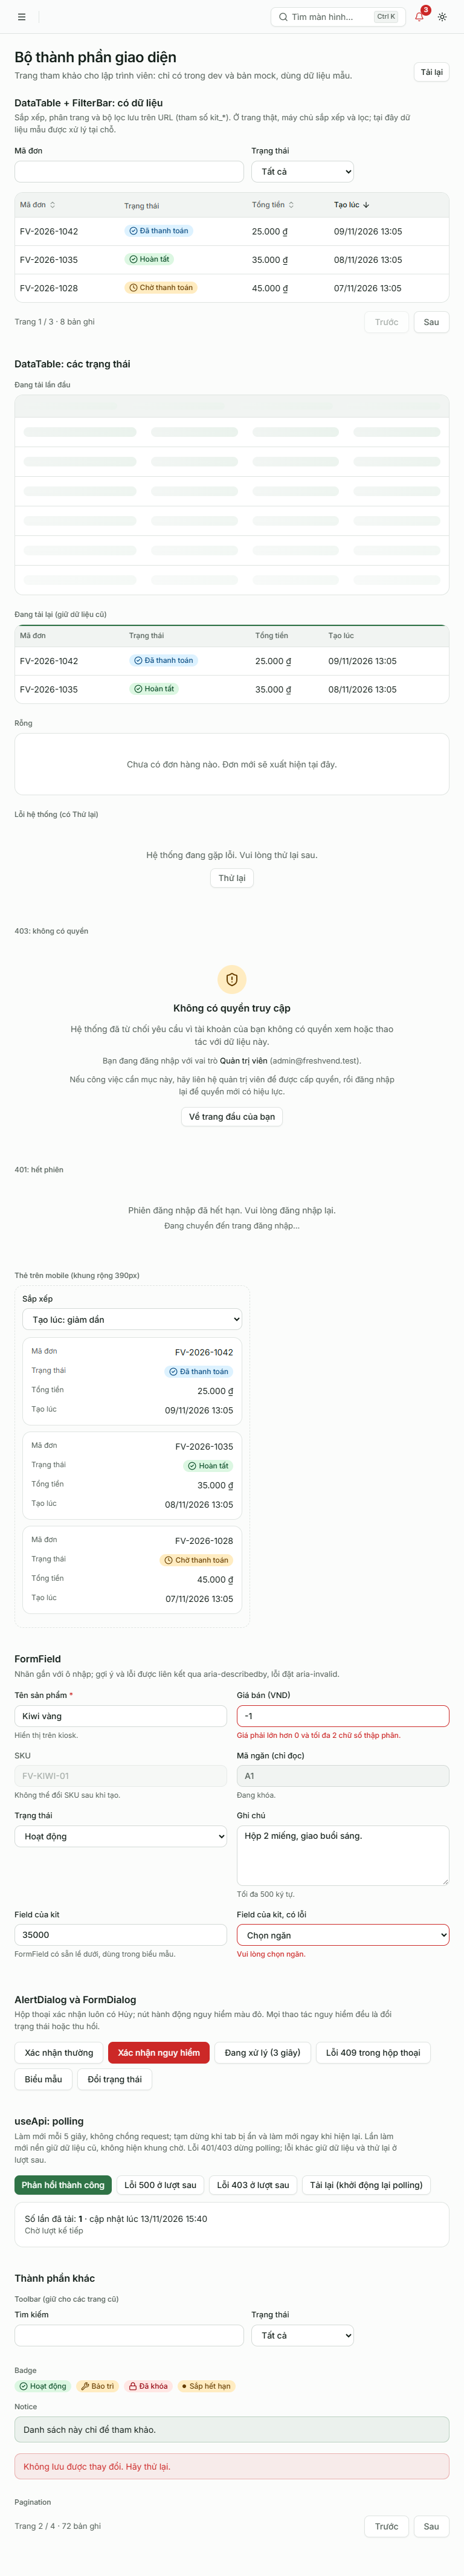 Tìm màn hình...
Ctrl K
3
Bộ thành phần giao diện
Trang tham khảo cho lập trình viên: chỉ có trong dev và bản mock, dùng dữ liệu mẫu.
Tải lại
DataTable + FilterBar: có dữ liệu
Sắp xếp, phân trang và bộ lọc lưu trên URL (tham số kit_*). Ở trang thật, máy chủ sắp xếp và lọc; tại đây dữ
liệu mẫu được xử lý tại chỗ.
Mã đơn
Trạng thái
Tất cả
Mã đơn
Trạng thái
Tổng tiền
Tạo lúc
FV-2026-1042
Đã thanh toán
25.000 ₫
09/11/2026 13:05
FV-2026-1035
Hoàn tất
35.000 ₫
08/11/2026 13:05
FV-2026-1028
Chờ thanh toán
45.000 ₫
07/11/2026 13:05
Trang 1 / 3 · 8 bản ghi
Trước
Sau
DataTable: các trạng thái
Đang tải lần đầu
Đang tải lại (giữ dữ liệu cũ)
Mã đơn
Trạng thái
Tổng tiền
Tạo lúc
FV-2026-1042
Đã thanh toán
25.000 ₫
09/11/2026 13:05
FV-2026-1035
Hoàn tất
35.000 ₫
08/11/2026 13:05
Rỗng
Chưa có đơn hàng nào. Đơn mới sẽ xuất hiện tại đây.
Lỗi hệ thống (có Thử lại)
Hệ thống đang gặp lỗi. Vui lòng thử lại sau.
Thử lại
403: không có quyền
Không có quyền truy cập
Hệ thống đã từ chối yêu cầu vì tài khoản của bạn không có quyền xem hoặc thao
tác với dữ liệu này.
Bạn đang đăng nhập với vai trò Quản trị viên (admin@freshvend.test).
Nếu công việc cần mục này, hãy liên hệ quản trị viên để được cấp quyền, rồi đăng nhập
lại để quyền mới có hiệu lực.
Về trang đầu của bạn
401: hết phiên
Phiên đăng nhập đã hết hạn. Vui lòng đăng nhập lại.
Đang chuyển đến trang đăng nhập...
Thẻ trên mobile (khung rộng 390px)
Sắp xếp
Tạo lúc: giảm dần
Mã đơn
FV-2026-1042
Trạng thái
Đã thanh toán
Tổng tiền
25.000 ₫
Tạo lúc
09/11/2026 13:05
Mã đơn
FV-2026-1035
Trạng thái
Hoàn tất
Tổng tiền
35.000 ₫
Tạo lúc
08/11/2026 13:05
Mã đơn
FV-2026-1028
Trạng thái
Chờ thanh toán
Tổng tiền
45.000 ₫
Tạo lúc
07/11/2026 13:05
FormField
Nhãn gắn với ô nhập; gợi ý và lỗi được liên kết qua aria-describedby, lỗi đặt aria-invalid.
Tên sản phẩm *
Giá bán (VND)
Kiwi vàng
-1
Hiển thị trên kiosk.
Giá phải lớn hơn 0 và tối đa 2 chữ số thập phân.
SKU
Mã ngăn (chỉ đọc)
FV-KIWI-01
A1
Không thể đổi SKU sau khi tạo.
Đang khóa.
Trạng thái
Ghi chú
Hoạt động
Hộp 2 miếng, giao buổi sáng.
Tối đa 500 ký tự.
Field của kit
Field của kit, có lỗi
35000
Chọn ngăn
FormField có sẵn lề dưới, dùng trong biểu mẫu.
Vui lòng chọn ngăn.
AlertDialog và FormDialog
Hộp thoại xác nhận luôn có Hủy; nút hành động nguy hiểm màu đỏ. Mọi thao tác nguy hiểm đều là đổi
trạng thái hoặc thu hồi.
Xác nhận thường
Xác nhận nguy hiểm
Đang xử lý (3 giây)
Lỗi 409 trong hộp thoại
Biểu mẫu
Đổi trạng thái
useApi: polling
Làm mới mỗi 5 giây, không chồng request; tạm dừng khi tab bị ẩn và làm mới ngay khi hiện lại. Lần làm
mới nền giữ dữ liệu cũ, không hiện khung chờ. Lỗi 401/403 dừng polling; lỗi khác giữ dữ liệu và thử lại ở
lượt sau.
Phản hồi thành công
Lỗi 500 ở lượt sau
Lỗi 403 ở lượt sau
Tải lại (khởi động lại polling)
Số lần đã tải: 1 · cập nhật lúc 13/11/2026 15:40
Chờ lượt kế tiếp
Thành phần khác
Toolbar (giữ cho các trang cũ)
Tìm kiếm
Trạng thái
Tất cả
Badge
Hoạt động
Bảo trì
Đã khóa
Sắp hết hạn
Notice
Danh sách này chỉ để tham khảo.
Không lưu được thay đổi. Hãy thử lại.
Pagination
Trang 2 / 4 · 72 bản ghi
Trước
Sau